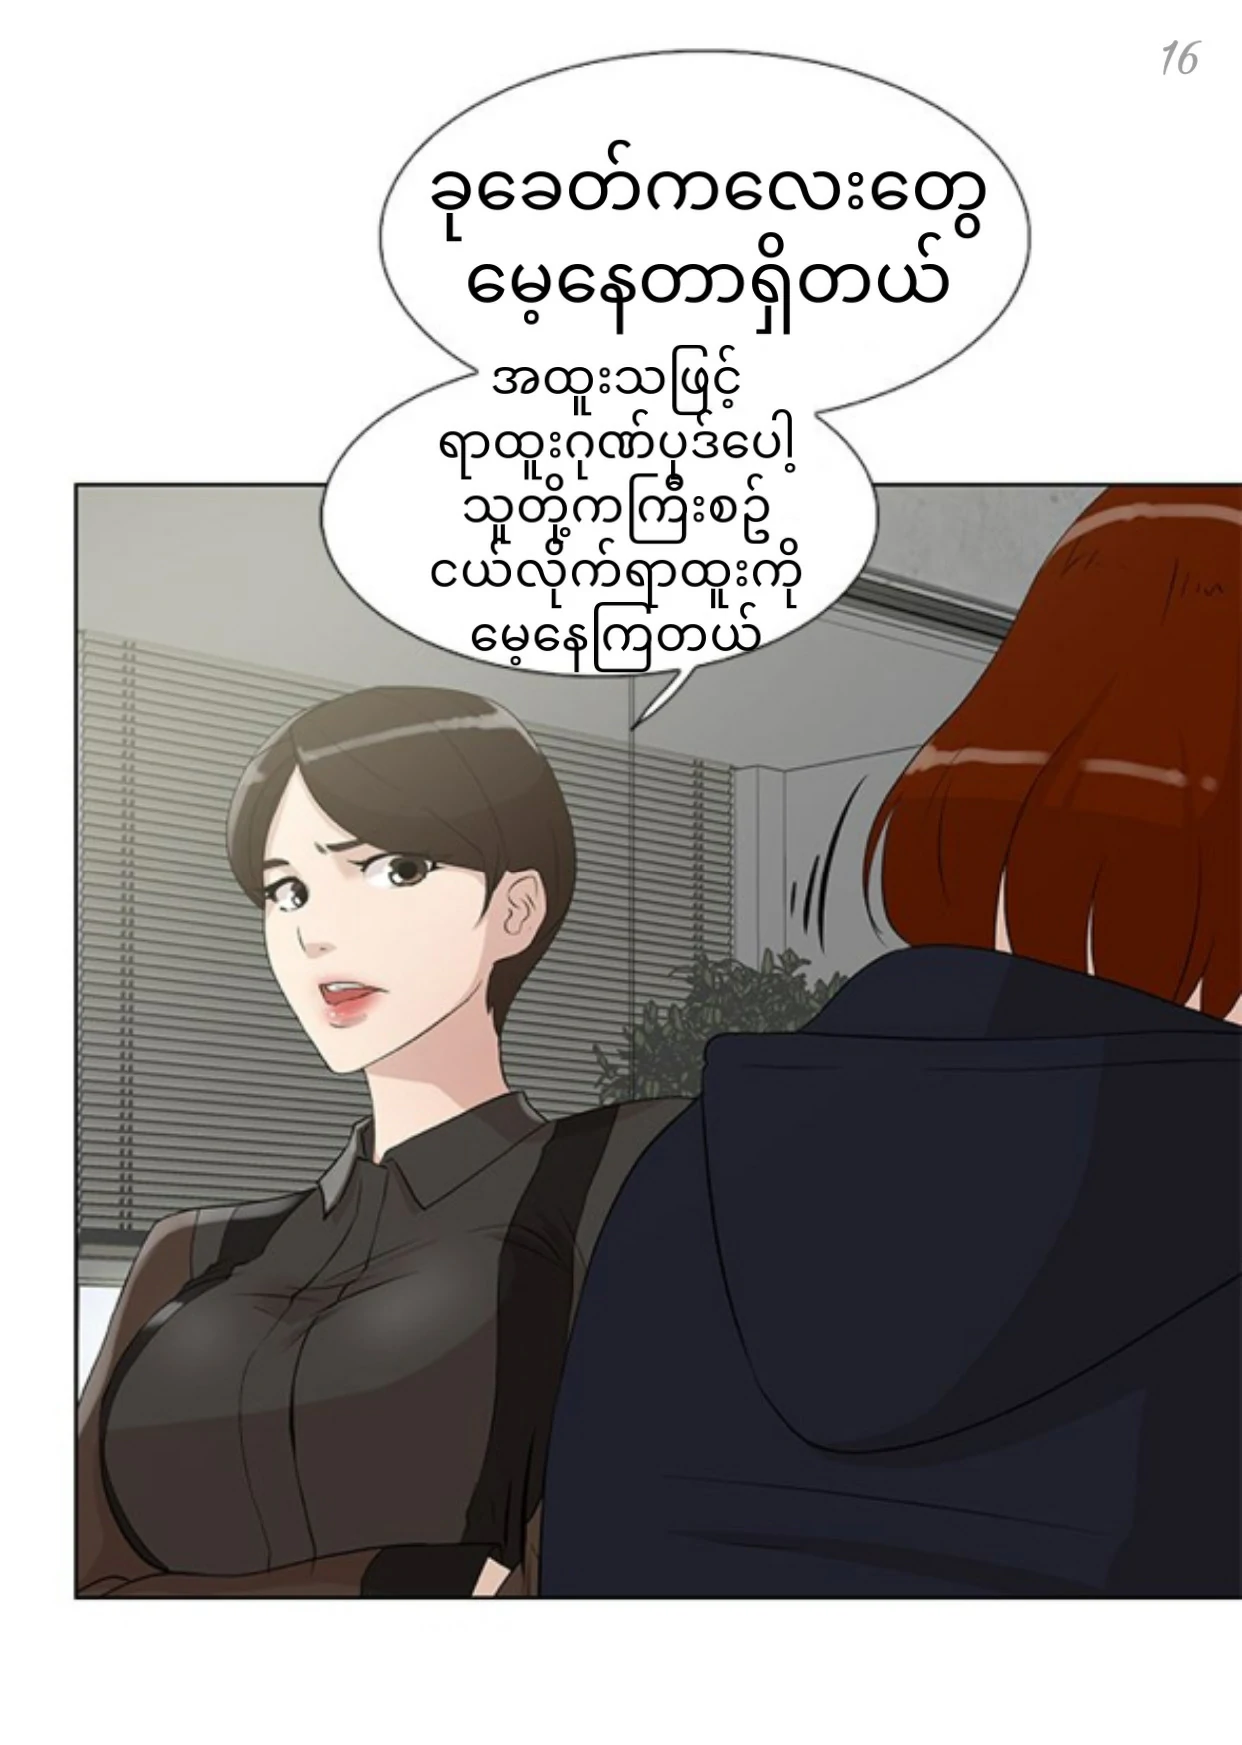 16
ခုခေတ်ကလေးတွေ
မေ့နေတာရှိတယ်
အထူးသဖြင့်
ရာထူးဂုဏ်ပုဒ်ပေါ့
သူတို့ကကြီးစဥ်
ငယ်လိုက်ရာထူးကို
မေ့နေကြတယ်